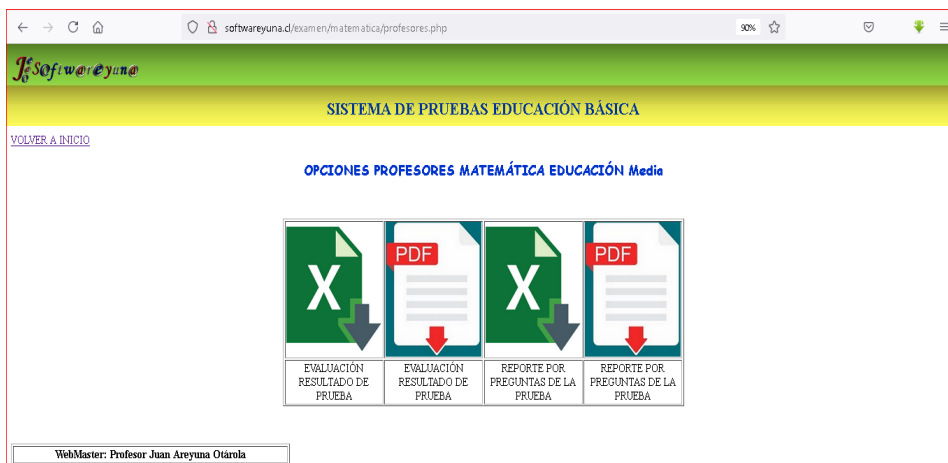 softwareyuna.cl/examen/matematica/profesores.php
90%
Softwareyuna
SISTEMA DE PRUEBAS EDUCACIÓN BÁSICA
VOLVER A INICIO
OPCIONES PROFESORES MATEMÁTICA EDUCACIÓN Media
X
PDF
X
PDF
EVALUACIÓN
RESULTADO DE
PRUEBA
EVALUACIÓN
RESULTADO DE
PRUEBA
REPORTE POR
PREGUNTAS DE LA
PRUEBA
REPORTE POR
PREGUNTAS DE LA
PRUEBA
WebMaster: Profesor Juan Areyuna Otárola